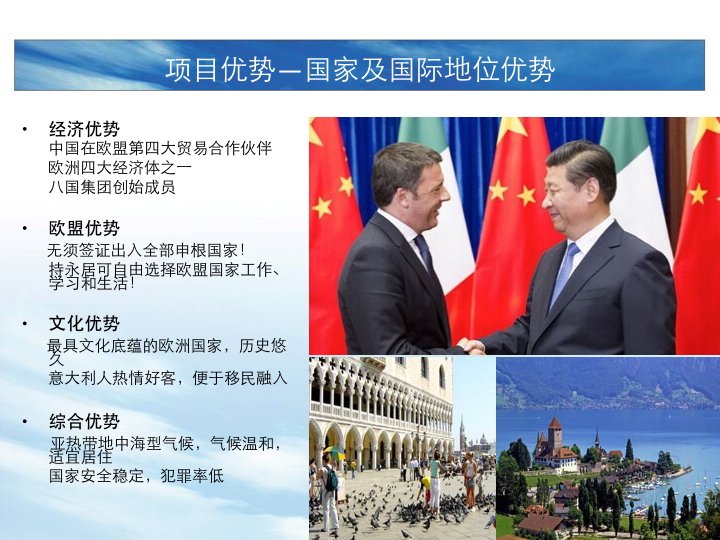 项目优势—国家及国际地位优势
• 经济优势
中国在欧盟第四大贸易合作伙伴
欧洲四大经济体之一
八国集团创始成员
• 欧盟优势
无须签证出入全部申根国家！
持永居可自由选择欧盟国家工作、
学习和生活！
• 文化优势
最具文化底蕴的欧洲国家，历史悠
久
意大利人热情好客，便于移民融入
• 综合优势
亚热带地中海型气候，气候温和，
适宜居住
国家安全稳定，犯罪率低